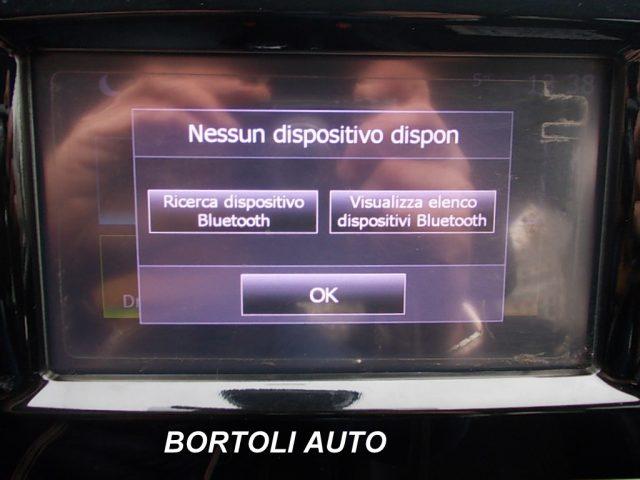 Nessun dispositivo dispon
Ricerca dispositivo
Bluetooth
Visualizza elenco
dispositivi Bluetooth
OK
BORTOLI AUTO